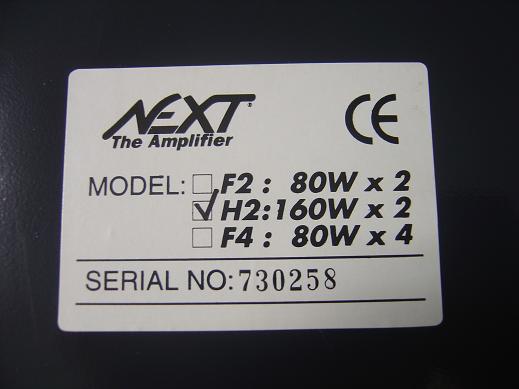 NEXT®
The Amplifier
CE
MODEL: ☐ F2: 80W x 2
☑ H2: 160W x 2
☐ F4: 80W x 4
SERIAL NO: 730258